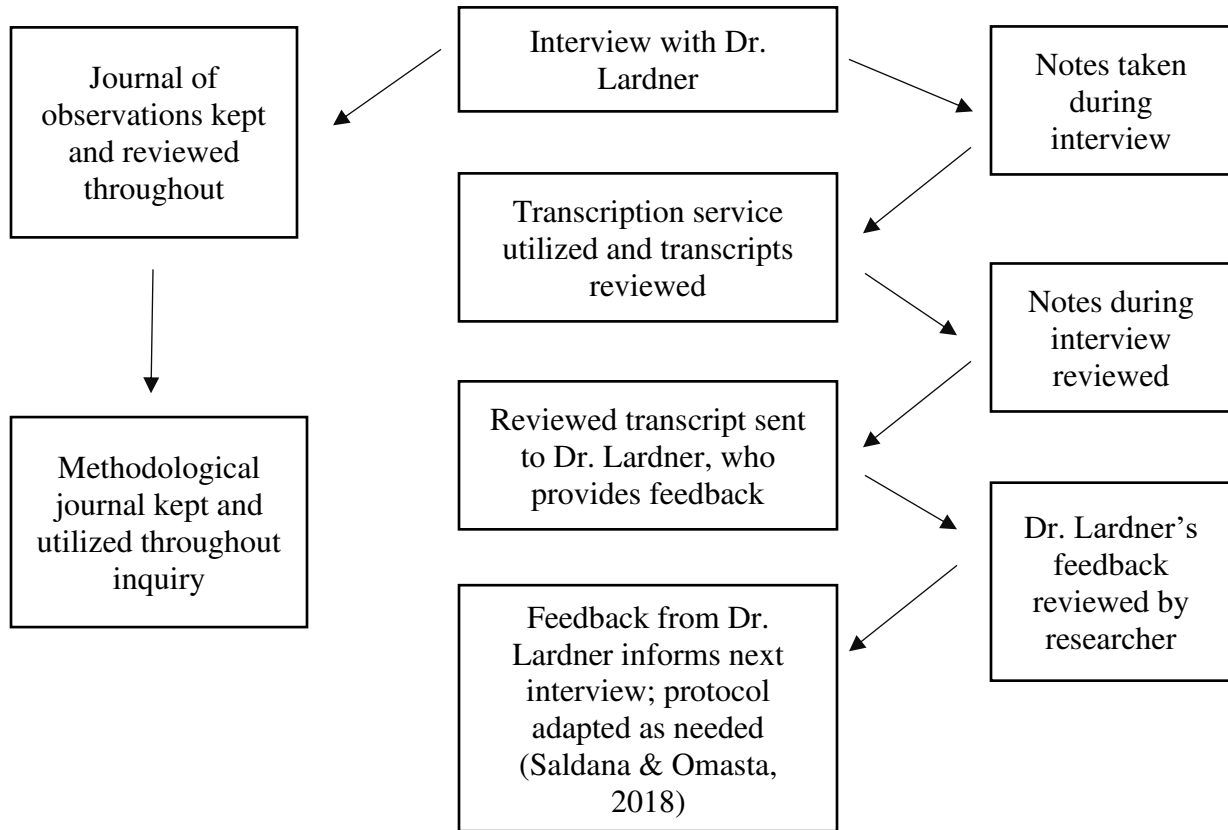 Interview with Dr.
Lardner
Journal of
observations kept
and reviewed
throughout
Notes taken
during
interview
Transcription service
utilized and transcripts
reviewed
Notes during
interview
reviewed
Reviewed transcript sent
to Dr. Lardner, who
provides feedback
Methodological
journal kept and
utilized throughout
inquiry
Dr. Lardner’s
feedback
reviewed by
researcher
Feedback from Dr.
Lardner informs next
interview; protocol
adapted as needed
(Saldana & Omasta,
2018)